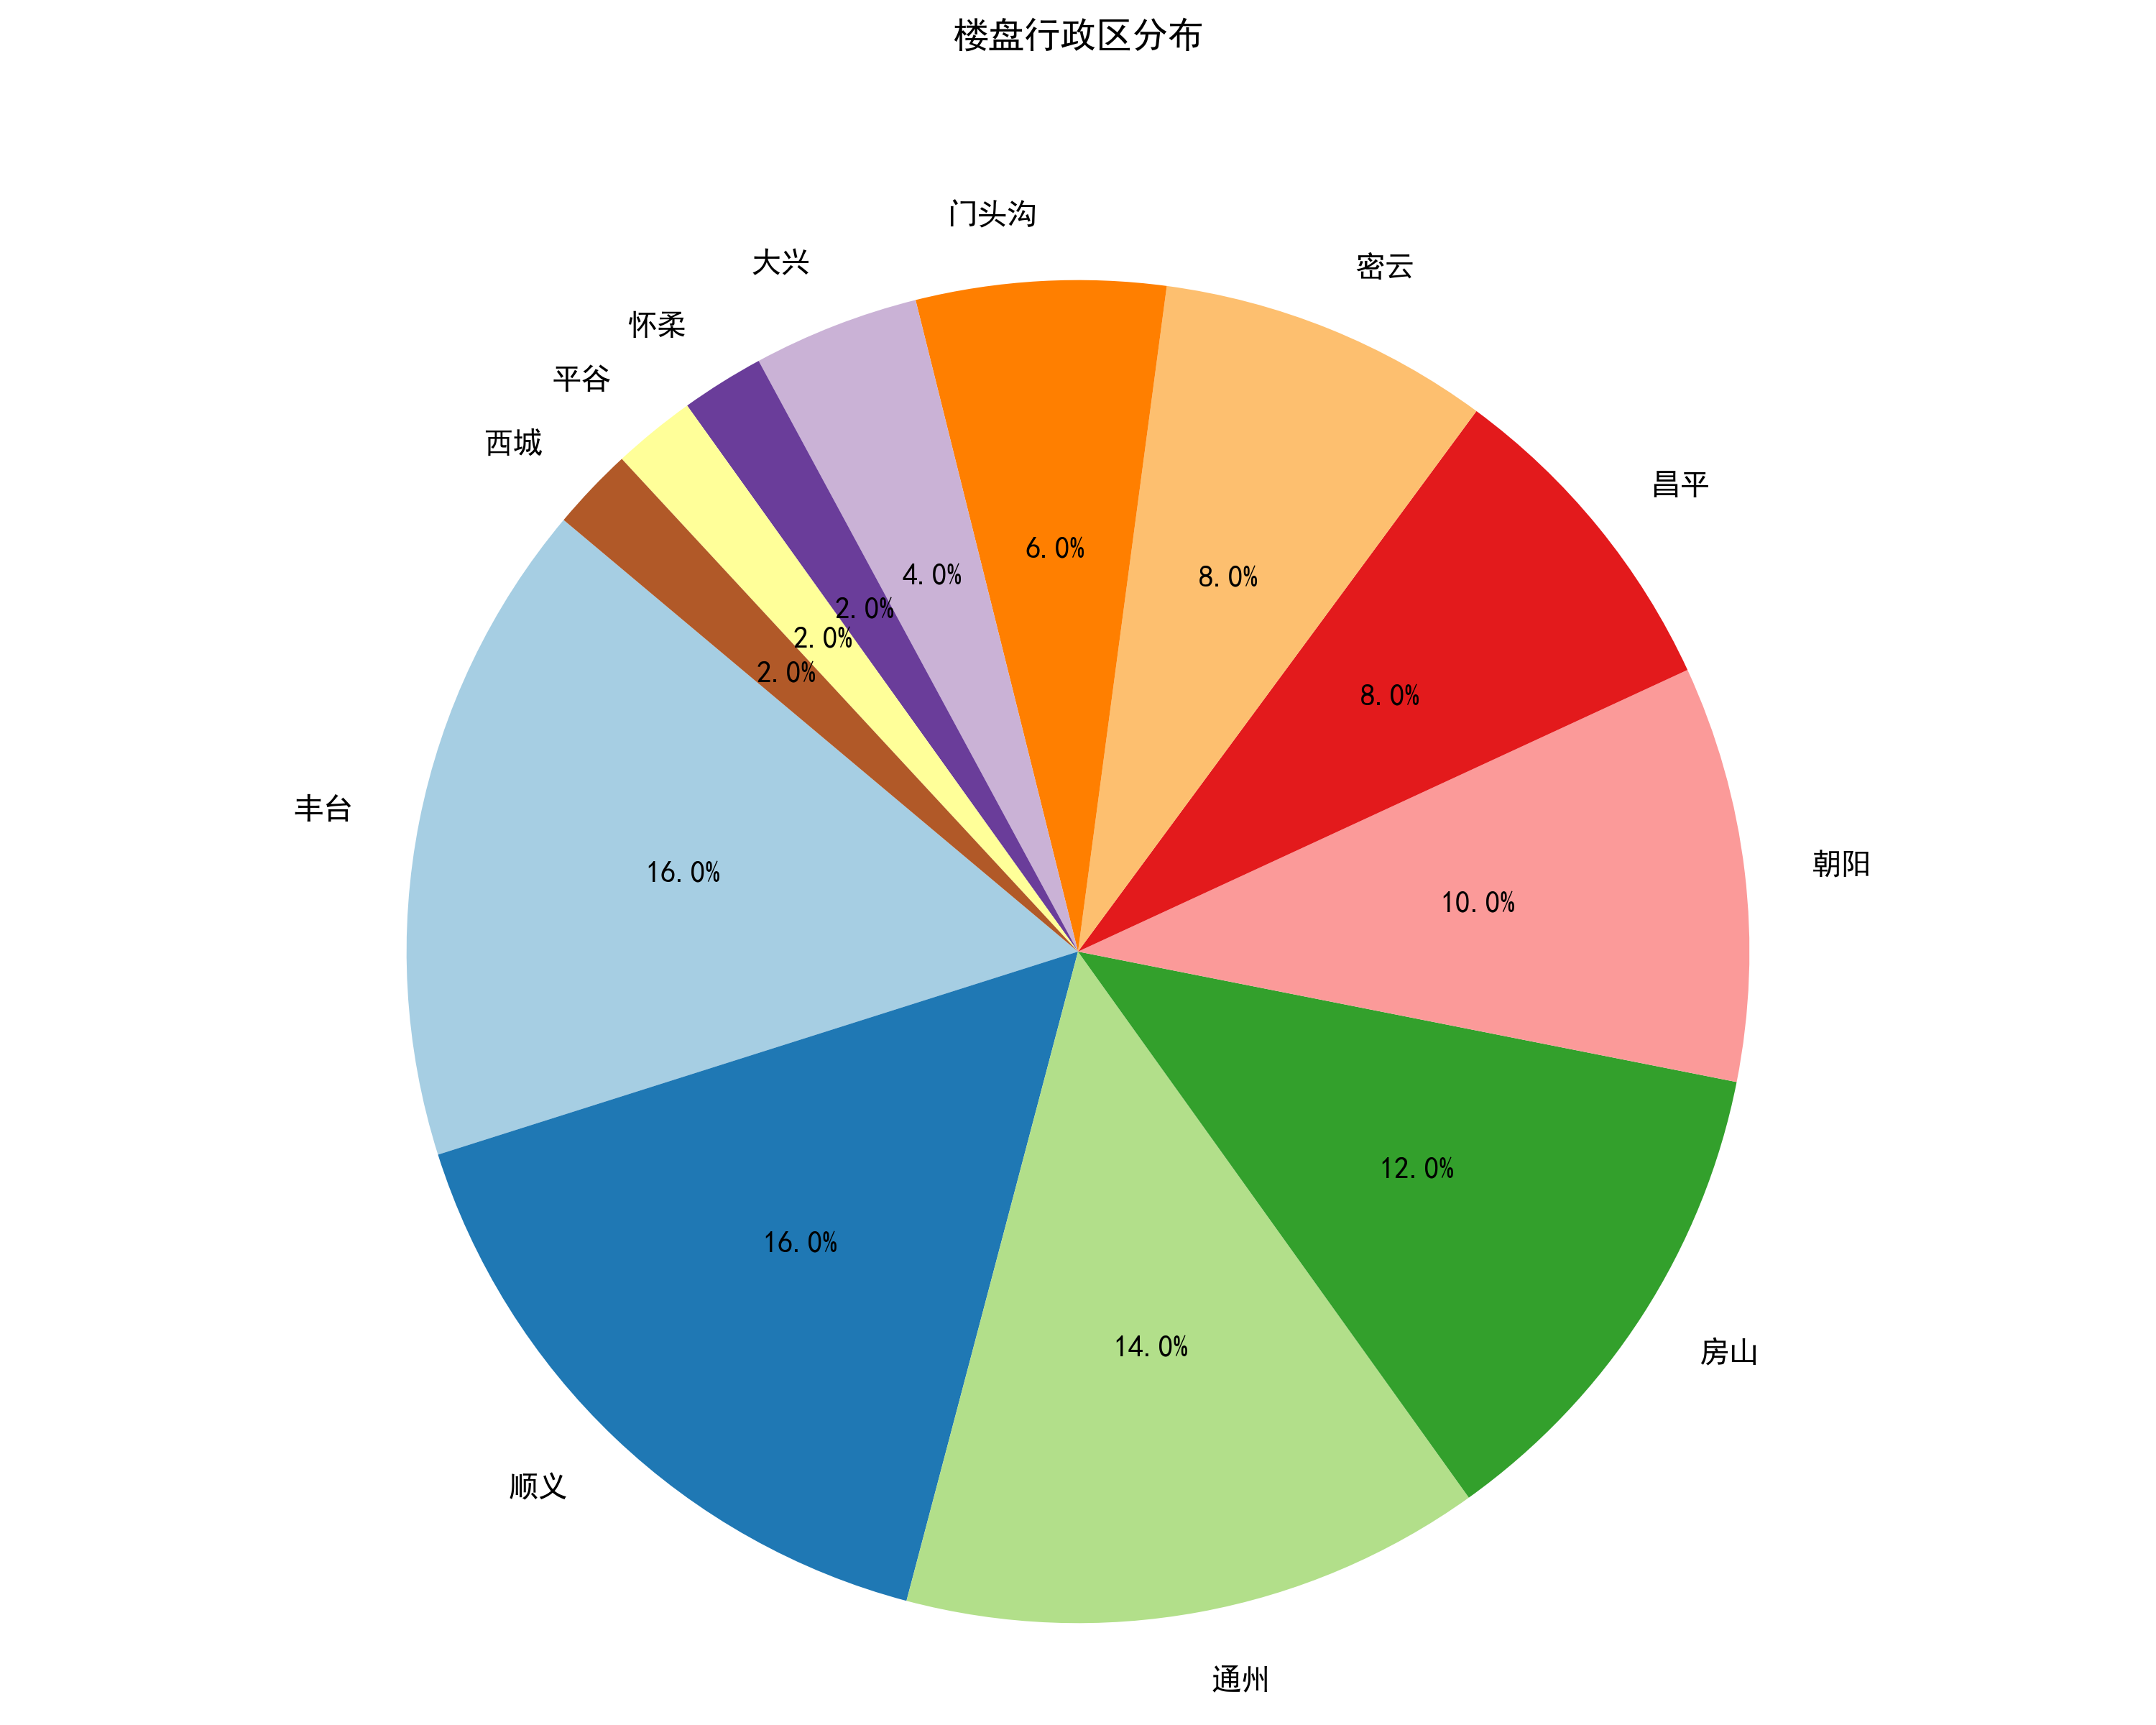 楼盘行政区分布
门头沟
大兴
密云
怀柔
平谷
西城
昌平
6.0%
4.0%
8.0%
2.0%
2.0%
2.0%
8.0%
丰台
朝阳
16.0%
10.0%
12.0%
16.0%
14.0%
房山
顺义
通州